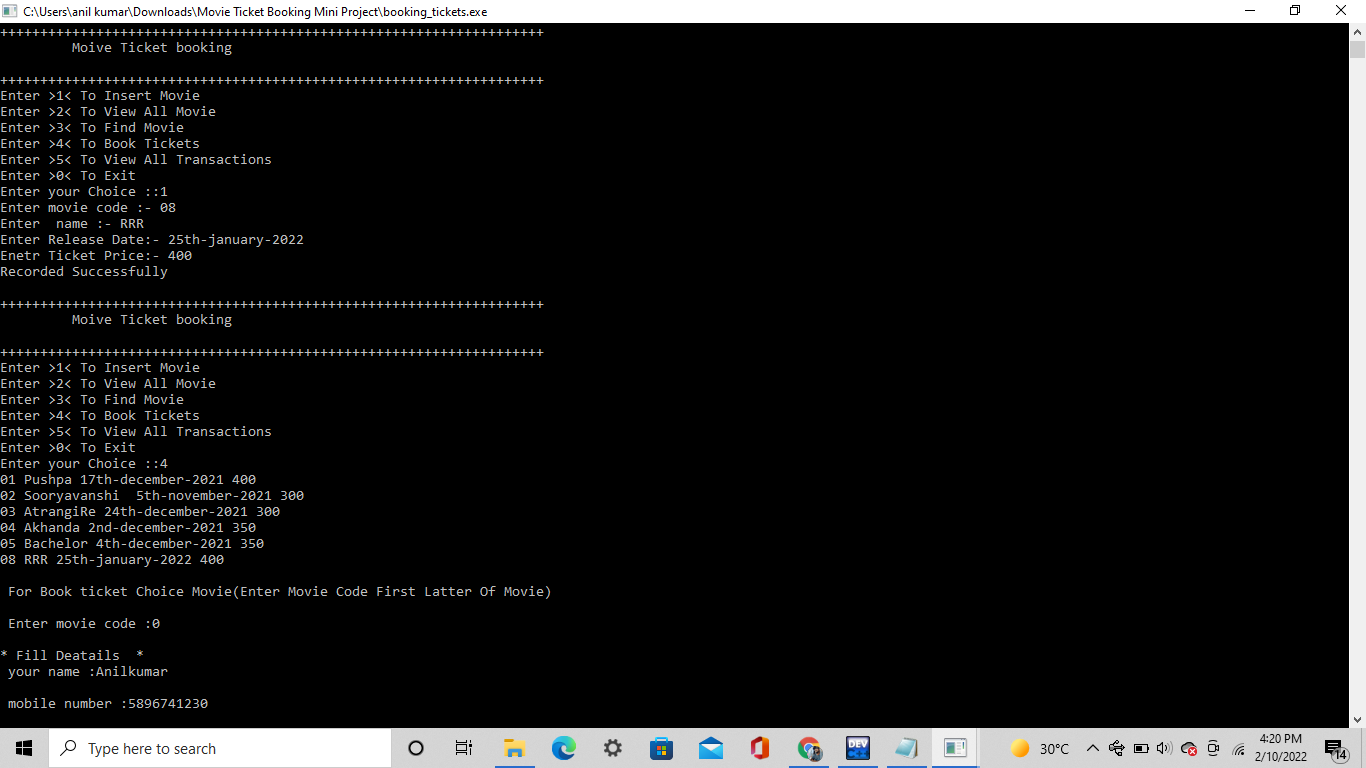 C:\Users\anil kumar\Downloads\Movie Ticket Booking Mini Project\booking_tickets.exe
++++++++++++++++++++++++++++++++++++++++++++++++++++++++++++++++++++
Moive Ticket booking
++++++++++++++++++++++++++++++++++++++++++++++++++++++++++++++++++++
Enter >1< To Insert Movie
Enter >2< To View All Movie
Enter >3< To Find Movie
Enter >4< To Book Tickets
Enter >5< To View All Transactions
Enter >0< To Exit
Enter your Choice ::1
Enter movie code :- 08
Enter  name :- RRR
Enter Release Date:- 25th-january-2022
Enetr Ticket Price:- 400
Recorded Successfully
++++++++++++++++++++++++++++++++++++++++++++++++++++++++++++++++++++
Moive Ticket booking
++++++++++++++++++++++++++++++++++++++++++++++++++++++++++++++++++++
Enter >1< To Insert Movie
Enter >2< To View All Movie
Enter >3< To Find Movie
Enter >4< To Book Tickets
Enter >5< To View All Transactions
Enter >0< To Exit
Enter your Choice ::4
01 Pushpa 17th-december-2021 400
02 Sooryavanshi  5th-november-2021 300
03 AtrangiRe 24th-december-2021 300
04 Akhanda 2nd-december-2021 350
05 Bachelor 4th-december-2021 350
08 RRR 25th-january-2022 400
For Book ticket Choice Movie(Enter Movie Code First Latter Of Movie)
Enter movie code :0
* Fill Deatails  *
your name :Anilkumar
mobile number :5896741230
Type here to search
DEV
30°C
4:20 PM
2/10/2022
14